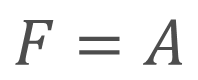 F = A